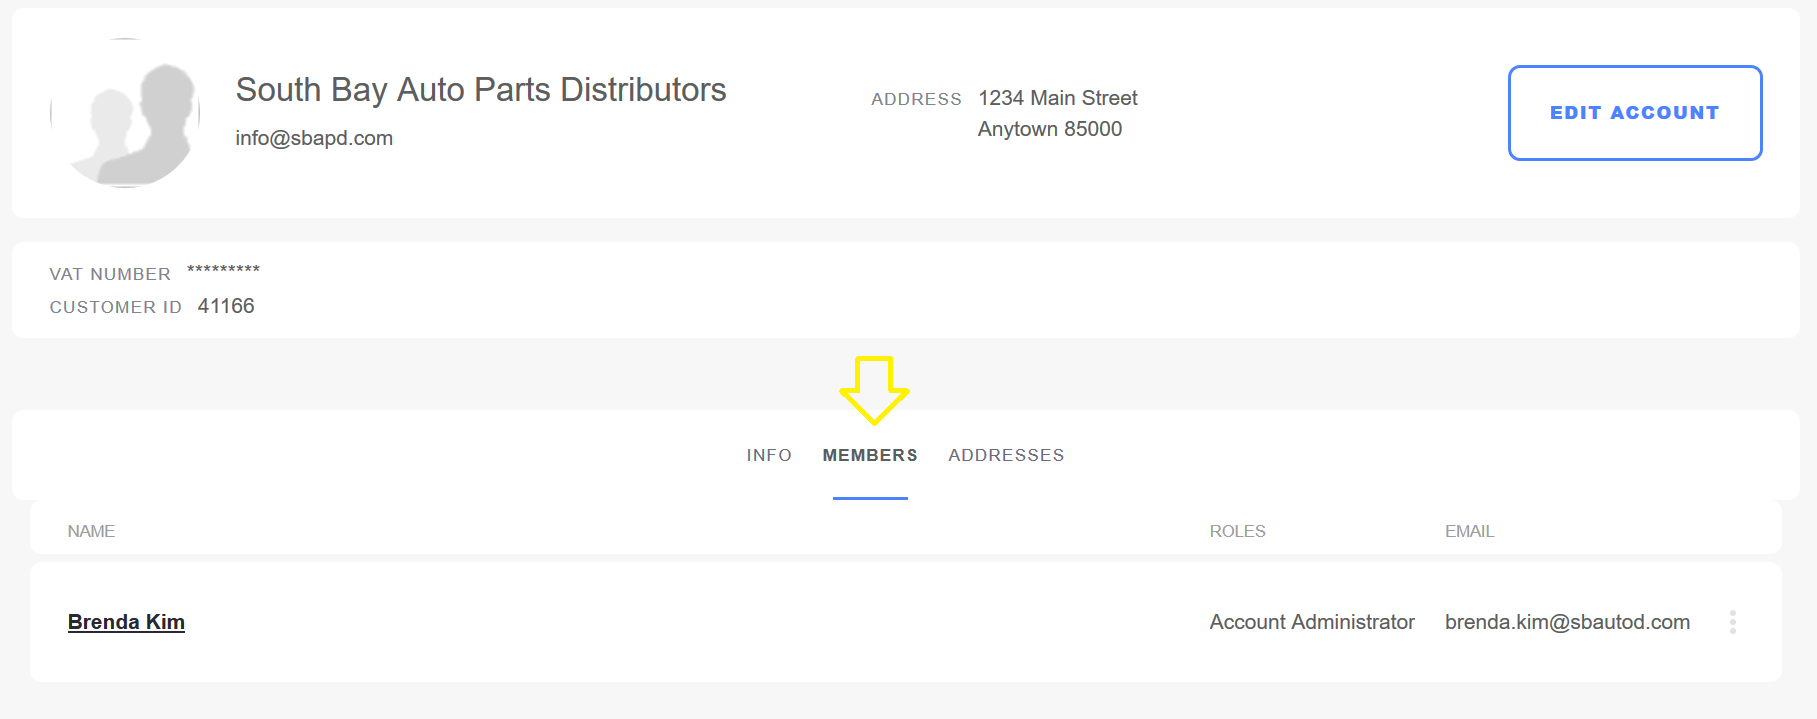 South Bay Auto Parts Distributors
info@sbapd.com
ADDRESS 1234 Main Street
Anytown 85000
EDIT ACCOUNT
VAT NUMBER *********
CUSTOMER ID 41166
INFO MEMBERS ADDRESSES
NAME ROLES EMAIL
Brenda Kim Account Administrator brenda.kim@sbautod.com